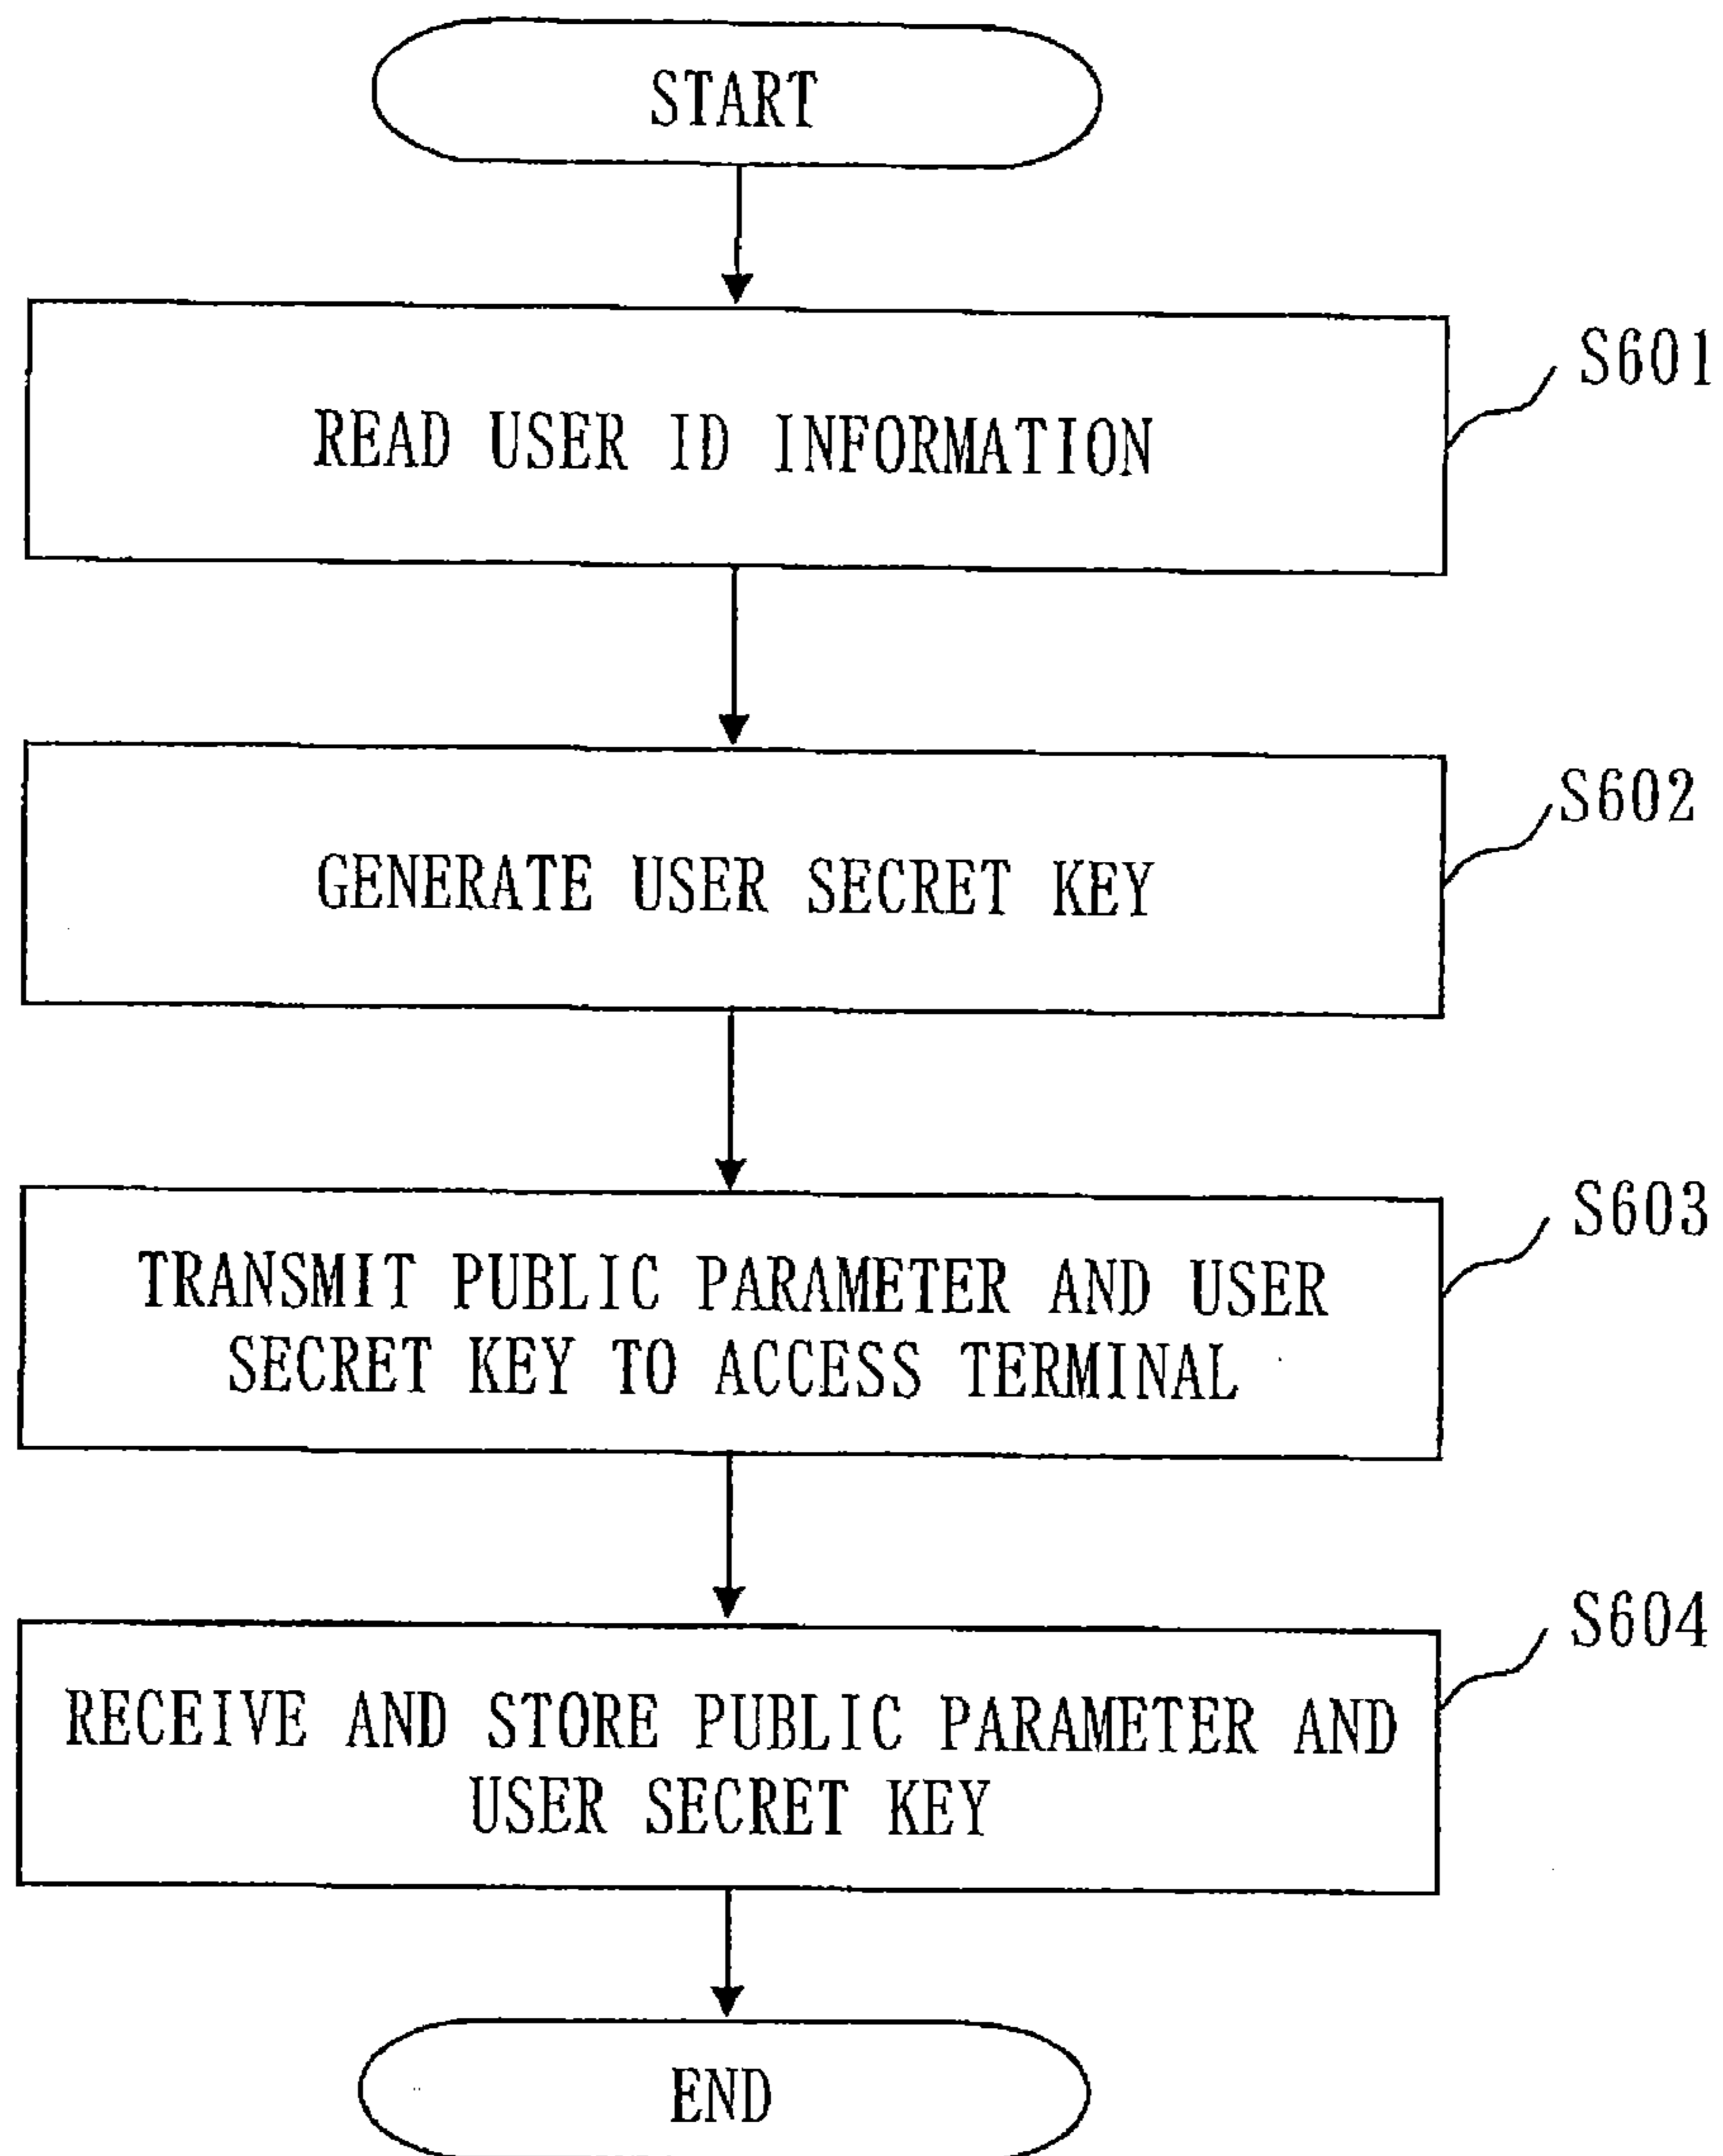 START
S601
READ USER ID INFORMATION
S602
GENERATE USER SECRET KEY
S603
TRANSMIT PUBLIC PARAMETER AND USER
SECRET KEY TO ACCESS TERMINAL
S604
RECEIVE AND STORE PUBLIC PARAMETER AND
USER SECRET KEY
END